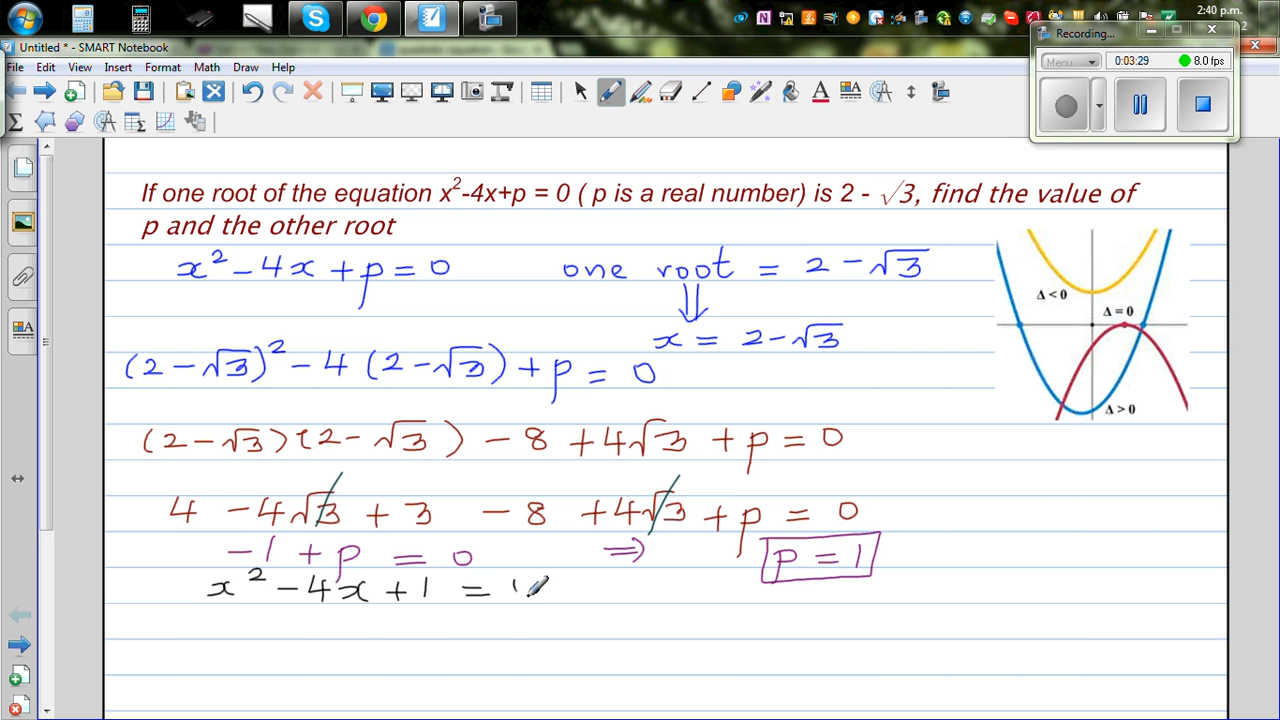 2:40 p.m.
Untitled * - SMART Notebook
Recording...
File Edit View Insert Format Math Draw Help
Menu 0:03:29 8.0 fps
If one root of the equation x²-4x+p = 0 ( p is a real number) is 2 - √3, find the value of
p and the other root
x² - 4x + p = 0 one root = 2 - √3
x = 2 - √3
(2 - √3)² - 4 (2 - √3) + p = 0
(2 - √3)(2 - √3) - 8 + 4√3 + p = 0
4 - 4√3 + 3 - 8 + 4√3 + p = 0
-1 + p = 0 ⇒ p = 1
x² - 4x + 1 =
Δ < 0
Δ = 0
Δ > 0